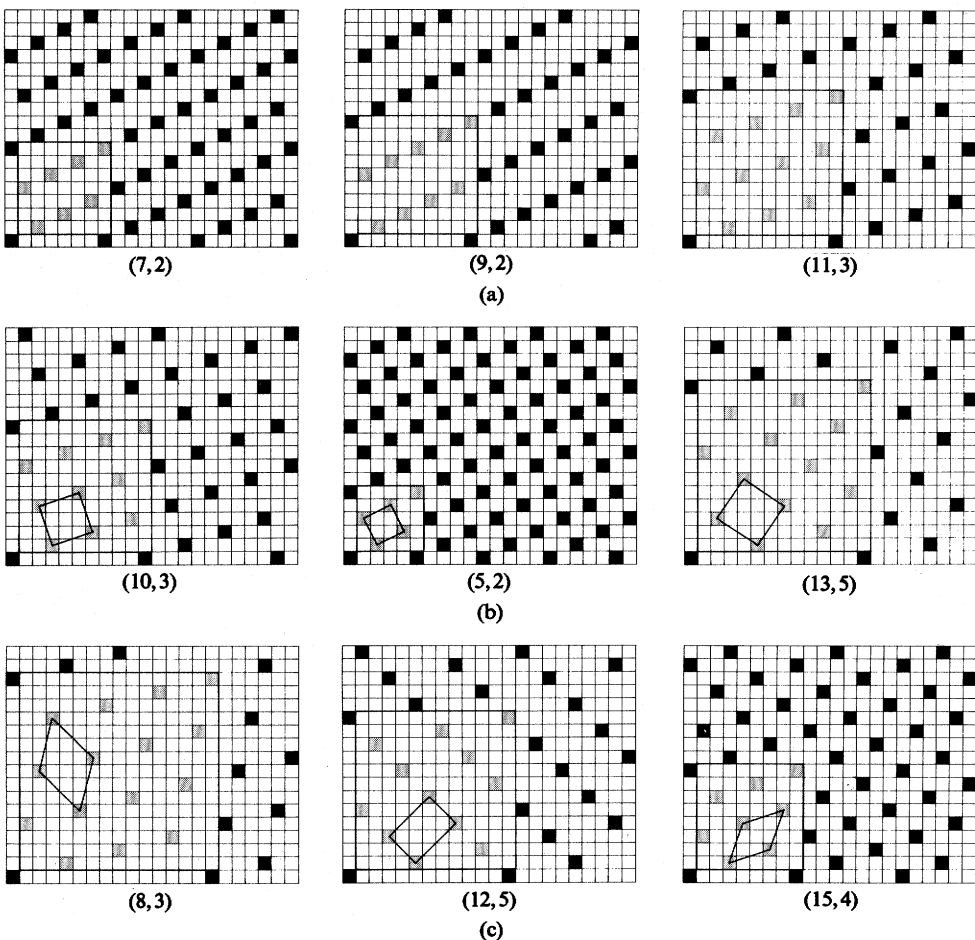 (7,2) (9,2) (11,3)
(a)
(10,3) (5,2) (13,5)
(b)
(8,3) (12,5) (15,4)
(c)